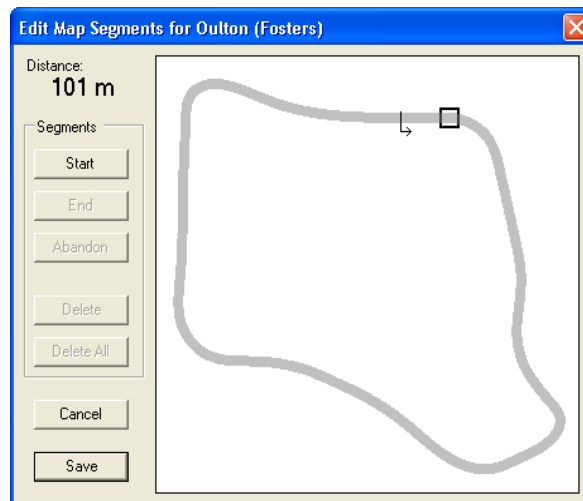 Edit Map Segments for Oulton (Fosters)
Distance:
101 m
Segments
Start
End
Abandon
Delete
Delete All
Cancel
Save